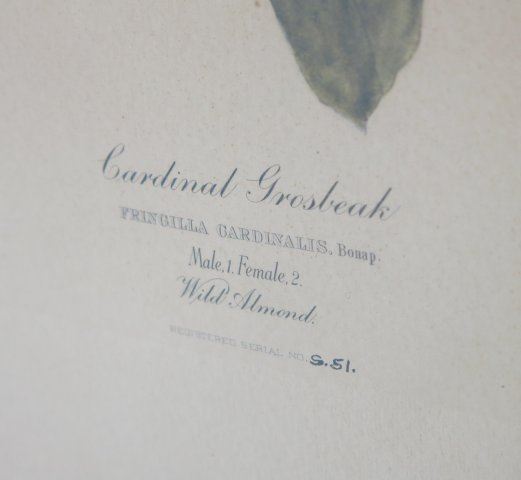 Cardinal Grosbeak
FRINGILLA CARDINALIS. Bonap.
Male, 1. Female, 2.
Wild Almond.
REGISTERED SERIAL NO. S.51.